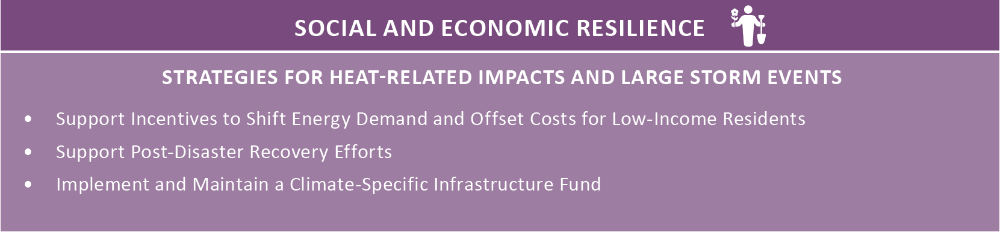 SOCIAL AND ECONOMIC RESILIENCE
STRATEGIES FOR HEAT-RELATED IMPACTS AND LARGE STORM EVENTS
• Support Incentives to Shift Energy Demand and Offset Costs for Low-Income Residents
• Support Post-Disaster Recovery Efforts
• Implement and Maintain a Climate-Specific Infrastructure Fund